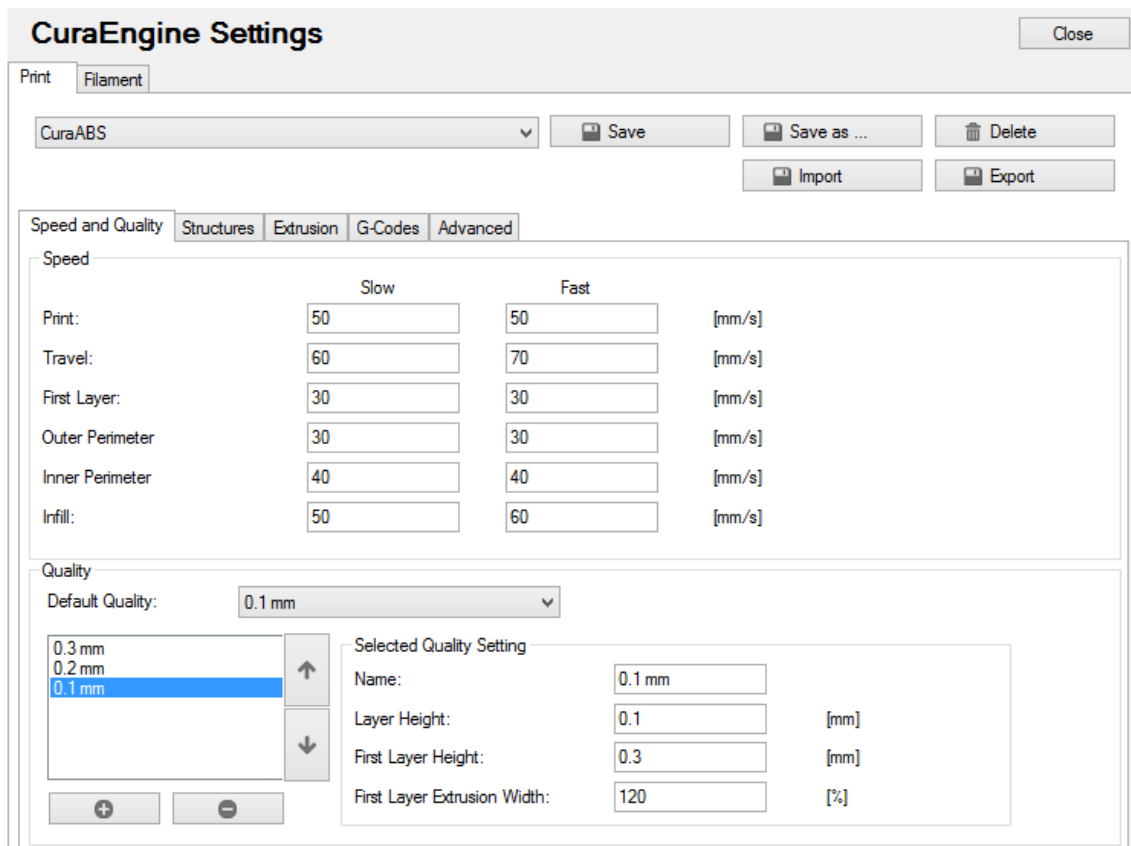 CuraEngine Settings
Close
Print Filament
CuraABS Save Save as ... Delete
Import Export
Speed and Quality Structures Extrusion G-Codes Advanced
Speed
Slow Fast
Print: 50 50 [mm/s]
Travel: 60 70 [mm/s]
First Layer: 30 30 [mm/s]
Outer Perimeter 30 30 [mm/s]
Inner Perimeter 40 40 [mm/s]
Infill: 50 60 [mm/s]
Quality
Default Quality: 0.1 mm
0.3 mm
0.2 mm
0.1 mm
Selected Quality Setting
Name: 0.1 mm
Layer Height: 0.1 [mm]
First Layer Height: 0.3 [mm]
First Layer Extrusion Width: 120 [%]